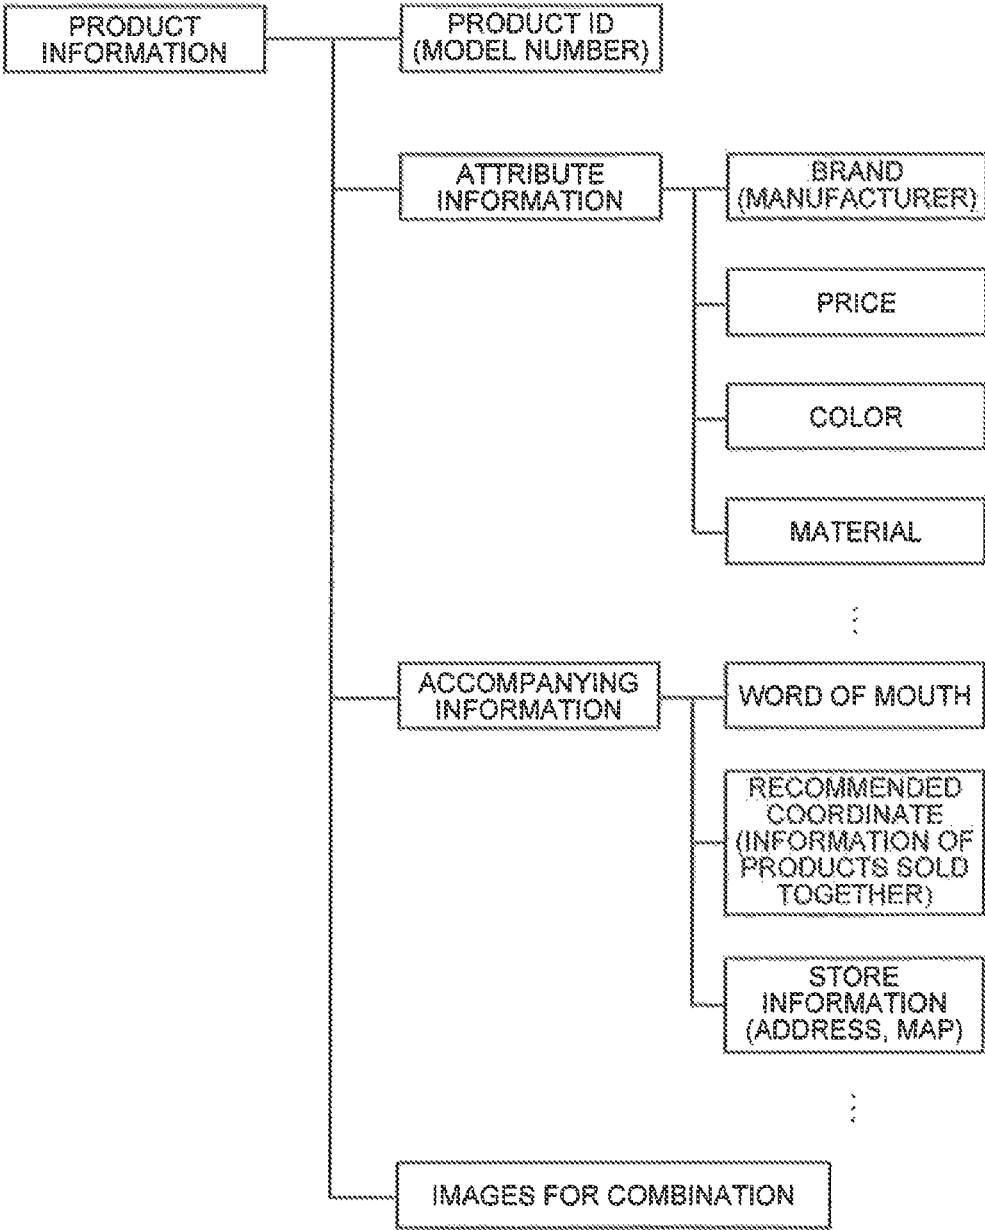 PRODUCT
INFORMATION
PRODUCT ID
(MODEL NUMBER)
ATTRIBUTE
INFORMATION
BRAND
(MANUFACTURER)
PRICE
COLOR
MATERIAL
ACCOMPANYING
INFORMATION
WORD OF MOUTH
RECOMMENDED
COORDINATE
(INFORMATION OF
PRODUCTS SOLD
TOGETHER)
STORE
INFORMATION
(ADDRESS, MAP)
IMAGES FOR COMBINATION